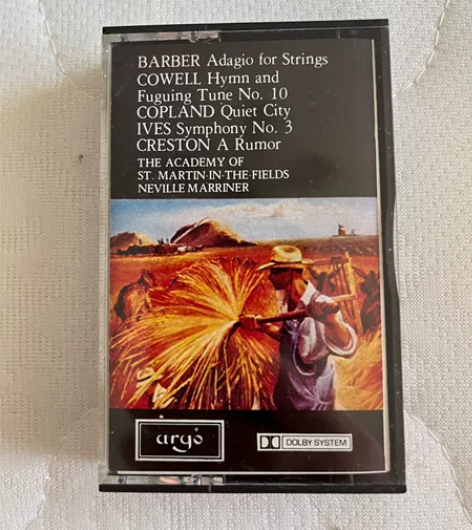 BARBER Adagio for Strings
COWELL Hymn and
Fuguing Tune No. 10
COPLAND Quiet City
IVES Symphony No. 3
CRESTON A Rumor
THE ACADEMY OF
ST. MARTIN-IN-THE-FIELDS
NEVILLE MARRINER
argo
DOLBY SYSTEM